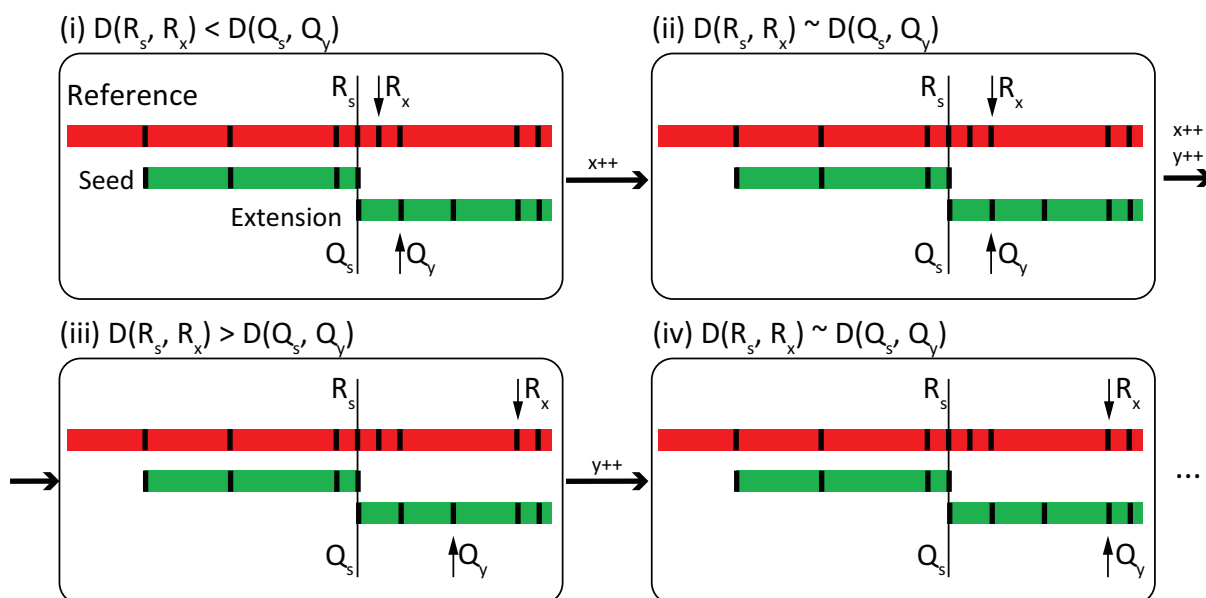 (i) D(Rs, Rx) < D(Qs, Qy)
Reference
Rs
Rx
Seed
Extension
Qs
Qy
x++
(ii) D(Rs, Rx) ~ D(Qs, Qy)
Rs
Rx
Qs
Qy
x++
y++
(iii) D(Rs, Rx) > D(Qs, Qy)
Rs
Rx
Qs
Qy
y++
(iv) D(Rs, Rx) ~ D(Qs, Qy)
Rs
Rx
Qs
Qy
...